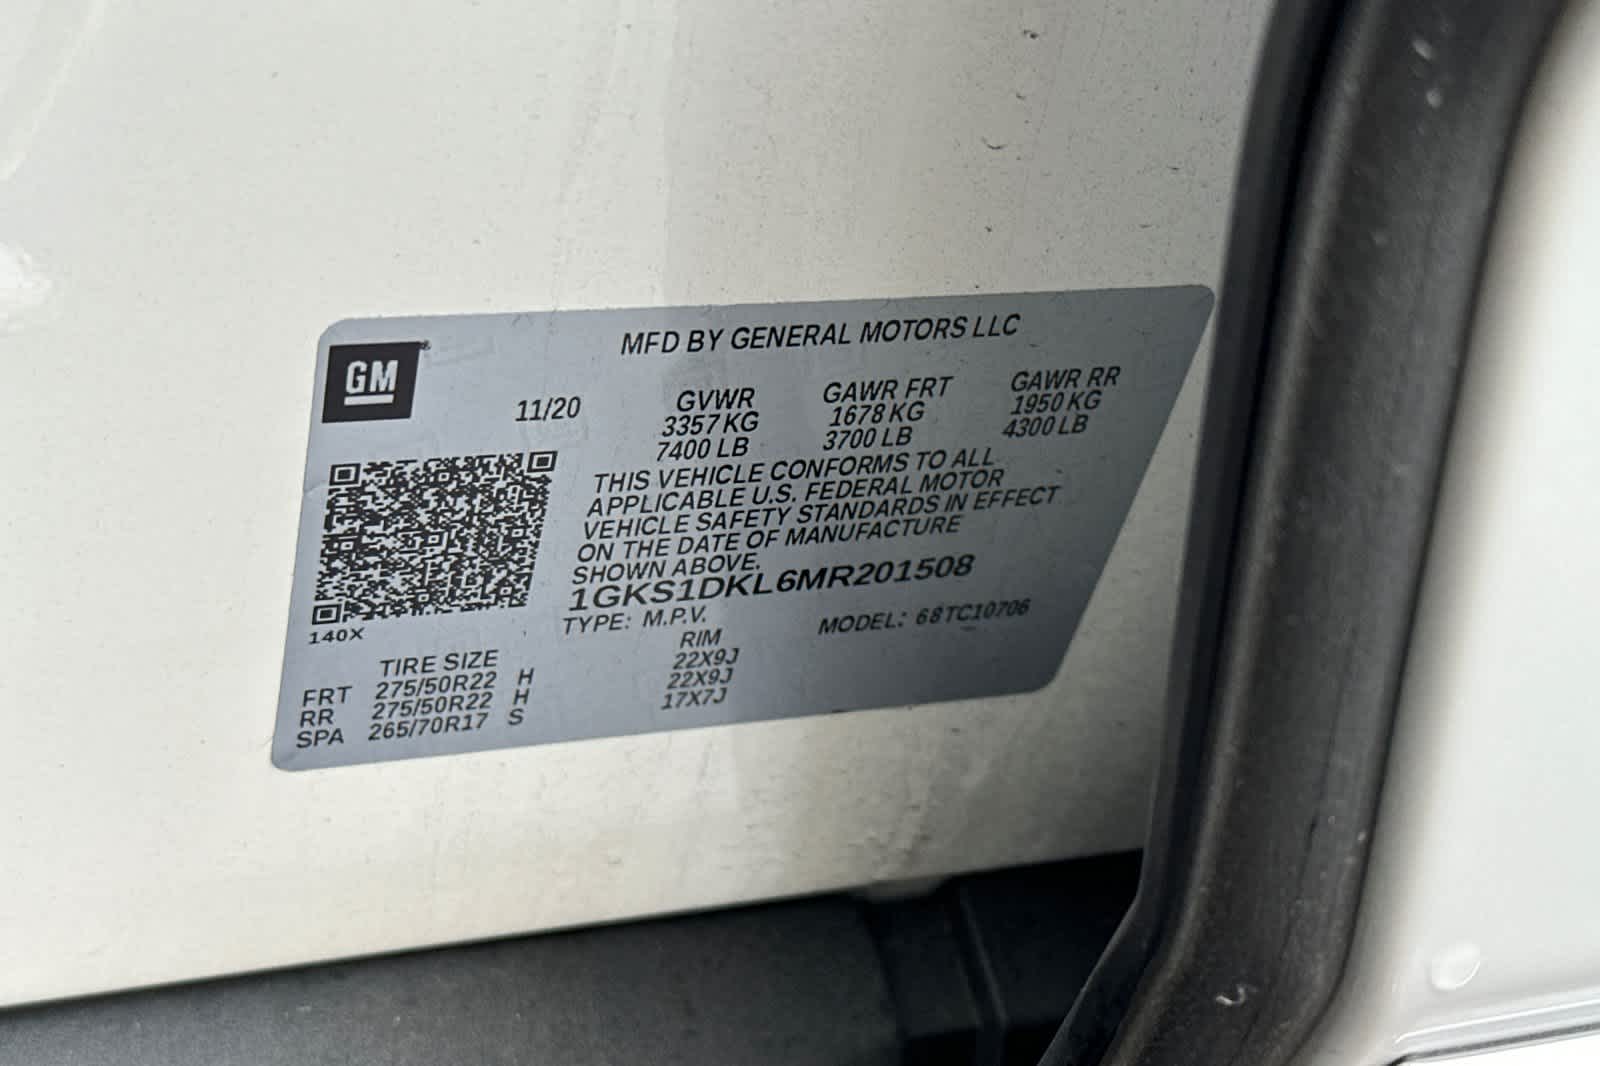 GM
MFD BY GENERAL MOTORS LLC
11/20
GVWR GAWR FRT GAWR RR
3357 KG 1678 KG 1950 KG
7400 LB 3700 LB 4300 LB
THIS VEHICLE CONFORMS TO ALL
APPLICABLE U.S. FEDERAL MOTOR
VEHICLE SAFETY STANDARDS IN EFFECT
ON THE DATE OF MANUFACTURE
SHOWN ABOVE.
1GKS1DKL6MR201508
TYPE: M.P.V. MODEL: 68TC10706
140X
TIRE SIZE RIM
FRT 275/50R22 H 22X9J
RR 275/50R22 H 22X9J
SPA 265/70R17 S 17X7J